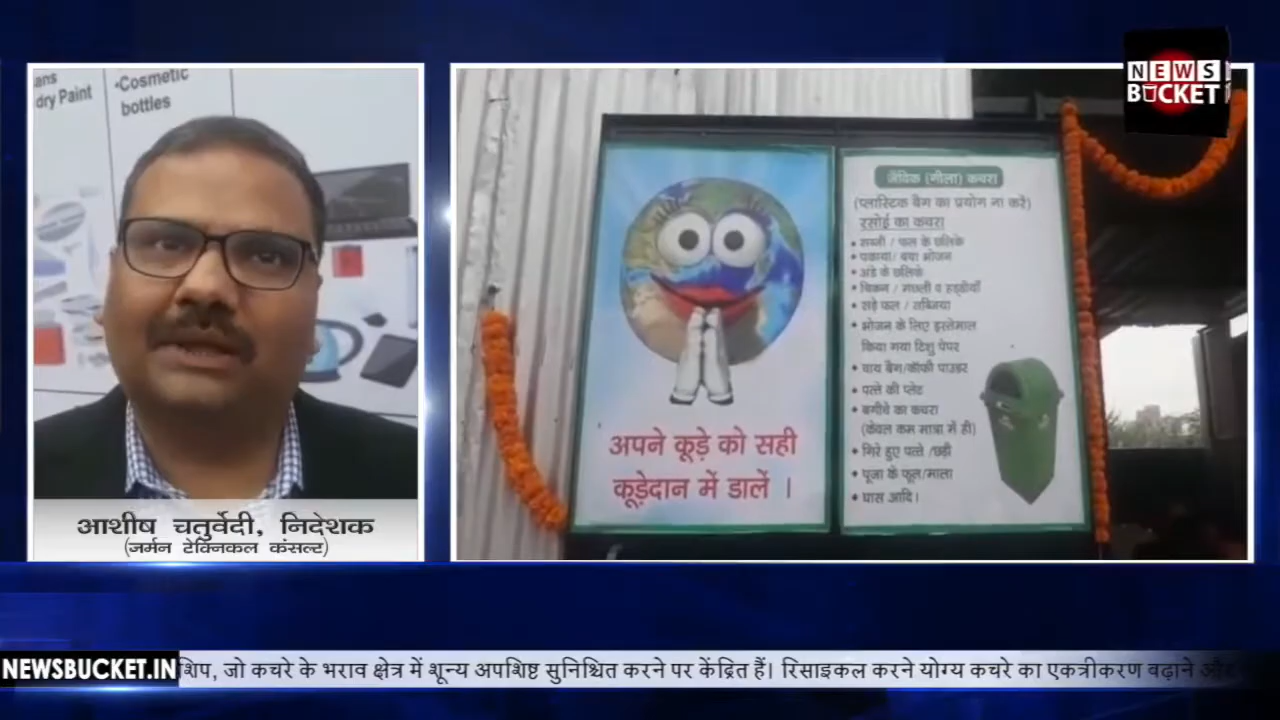 ans
dry Paint
•Cosmetic
bottles
NEWS
BUCKET
जैविक (गीला) कचरा
(प्लास्टिक बैग का प्रयोग ना करें)
रसोई का कचरा
• सब्जी / फल के छलिके
• पकाया / बचा भोजन
• अंडे के छलिके
• चिकन / मछली व हड्डीयाँ
• सड़े फल / सब्जियां
• भोजन के लिए इस्तेमाल
किया गया टिशु पेपर
• चाय बैग/कॉफी पाउडर
• पत्ते की प्लेट
• बगीचे का कचरा
(केवल कम मात्रा में ही)
• गिरे हुए पत्ते /छड़ी
• पूजा के फूल/माला
• घास आदि।
अपने कूड़े को सही
कूड़ेदान में डालें ।
आशीष चतुर्वेदी, निदेशक
(जर्मन टेक्निकल कंसल्ट)
NEWSBUCKET.IN शिप, जो कचरे के भराव क्षेत्र में शून्य अपशिष्ट सुनिश्चित करने पर केंद्रित हैं। रिसाइकल करने योग्य कचरे का एकत्रीकरण बढ़ाने